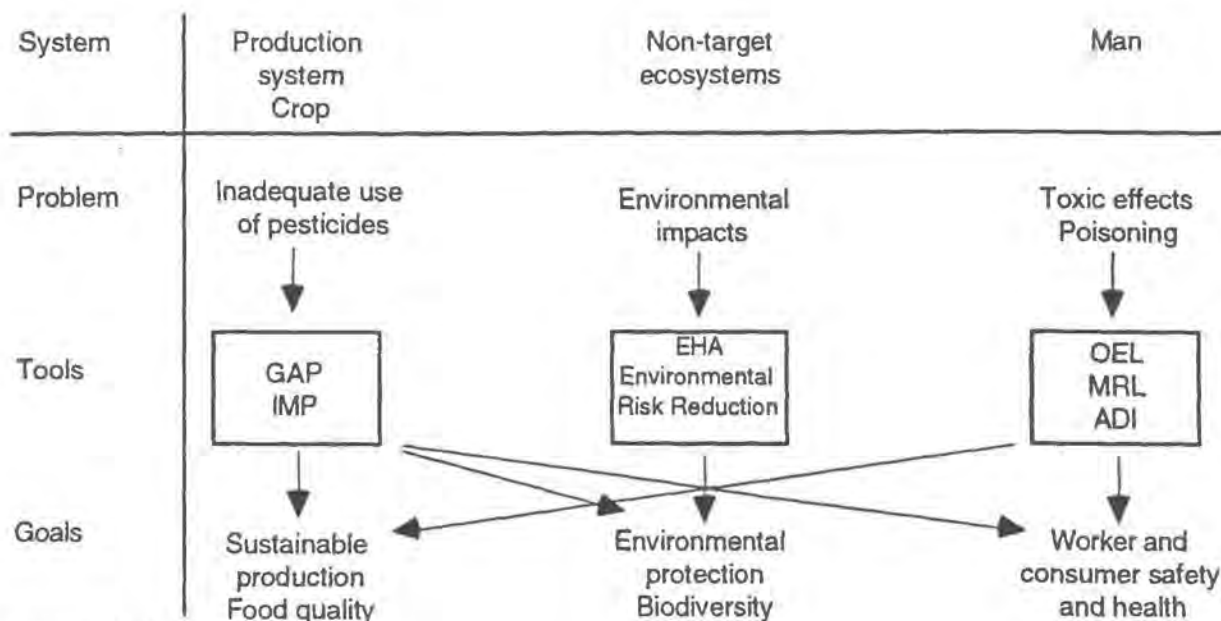 System
Production
system
Crop
Non-target
ecosystems
Man
Problem
Inadequate use
of pesticides
Environmental
impacts
Toxic effects
Poisoning
Tools
GAP
IMP
EHA
Environmental
Risk Reduction
OEL
MRL
ADI
Goals
Sustainable
production
Food quality
Environmental
protection
Biodiversity
Worker and
consumer safety
and health